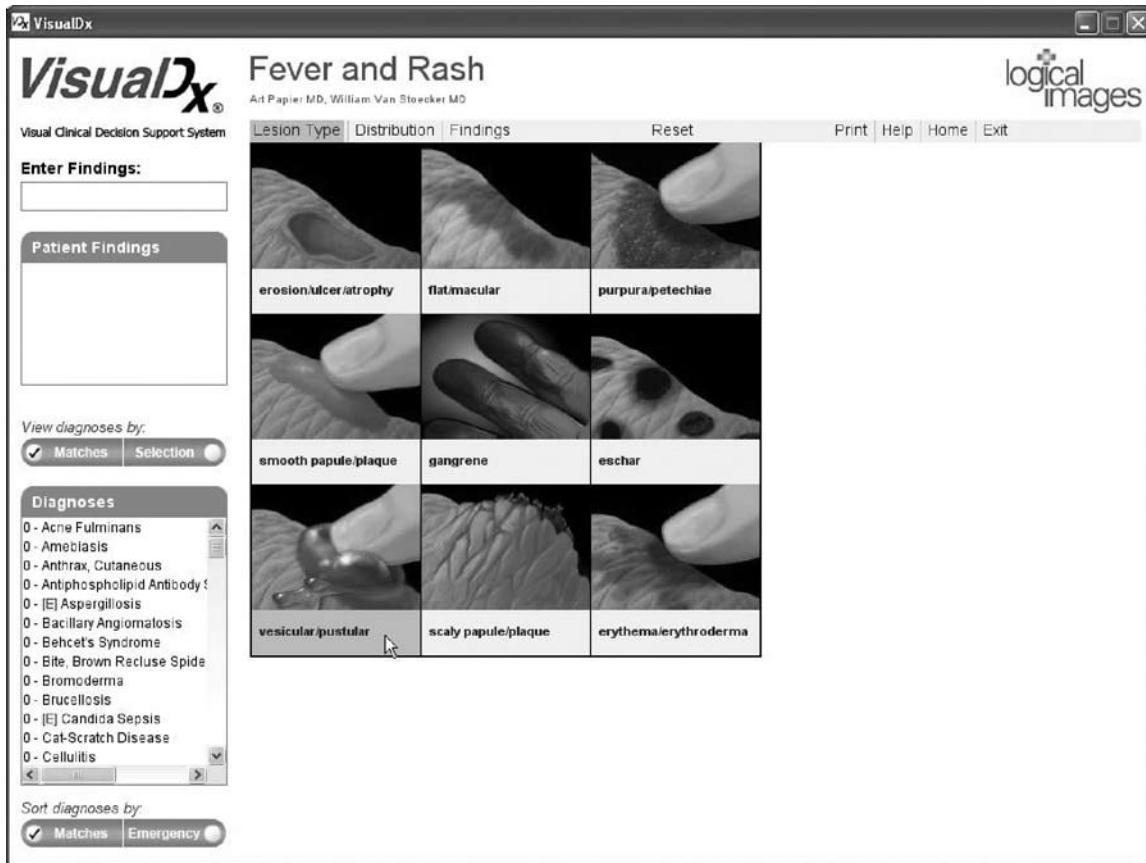 VisualDx
VisualDx®
Visual Clinical Decision Support System
Fever and Rash
Art Papier MD, William Van Stoecker MD
logical
images
Lesion Type Distribution Findings Reset Print Help Home Exit
Enter Findings:
Patient Findings
View diagnoses by:
Matches Selection
Diagnoses
0 - Acne Fulminans
0 - Amebiasis
0 - Anthrax, Cutaneous
0 - Antiphospholipid Antibody
0 - [E] Aspergillosis
0 - Bacillary Angiomatosis
0 - Behcet's Syndrome
0 - Bite, Brown Recluse Spide
0 - Bromoderma
0 - Brucellosis
0 - [E] Candida Sepsis
0 - Cat-Scratch Disease
0 - Cellulitis
Sort diagnoses by:
Matches Emergency
erosion/ulcer/atrophy
flat/macular
purpura/petechiae
smooth papule/plaque
gangrene
eschar
vesicular/pustular
scaly papule/plaque
erythema/erythroderma